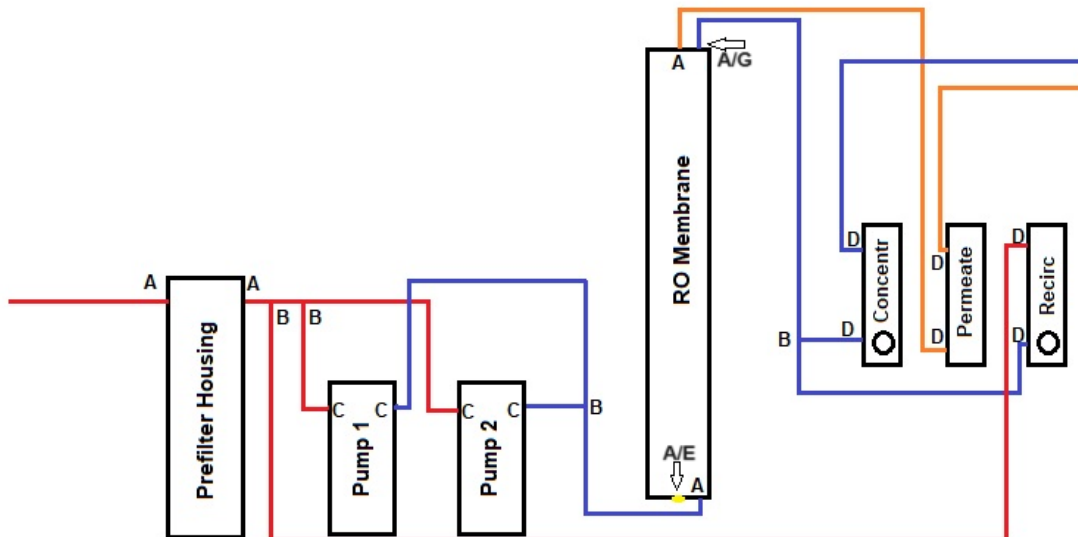 A/G
A
RO Membrane
A/E
A
A
A
Prefilter Housing
B
B
C
C
Pump 1
C
C
Pump 2
B
B
D
D
Concentr
D
D
Permeate
D
D
Recirc